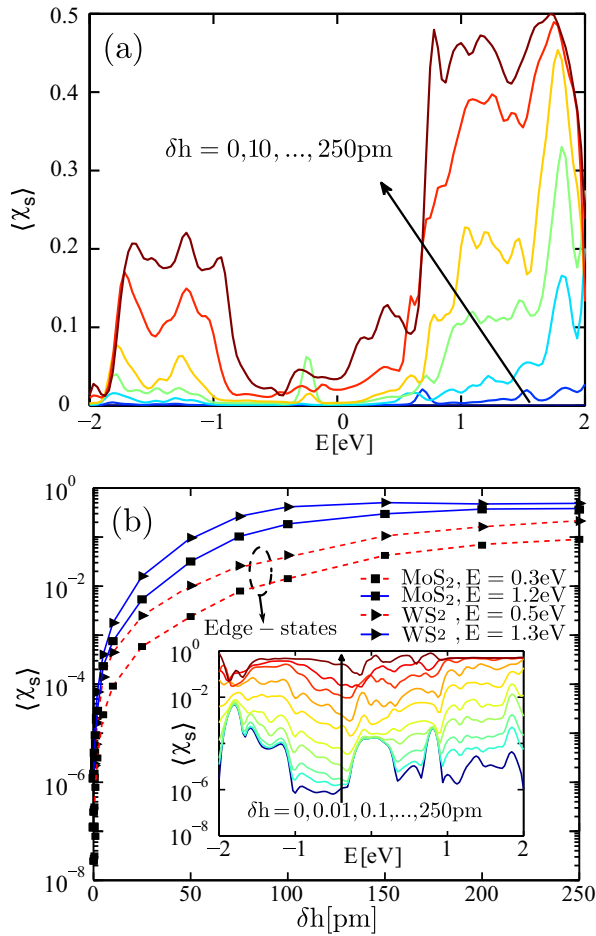 0.5
(a)
0.4
δh = 0,10, ..., 250pm
0.3
⟨χs⟩
0.2
0.1
0
−2 −1 0 1 2
E[eV]
10^0
(b)
10^−2
MoS2, E = 0.3eV
MoS2, E = 1.2eV
WS2 , E = 0.5eV
WS2 , E = 1.3eV
Edge − states
10^0
10^−4
⟨χs⟩
10^−2
⟨χs⟩
10^−4
10^−6
10^−6
δh = 0, 0.01, 0.1, ..., 250pm
10^−8
−2 −1 E[eV] 1 2
10^−8
0 50 100 150 200 250
δh[pm]